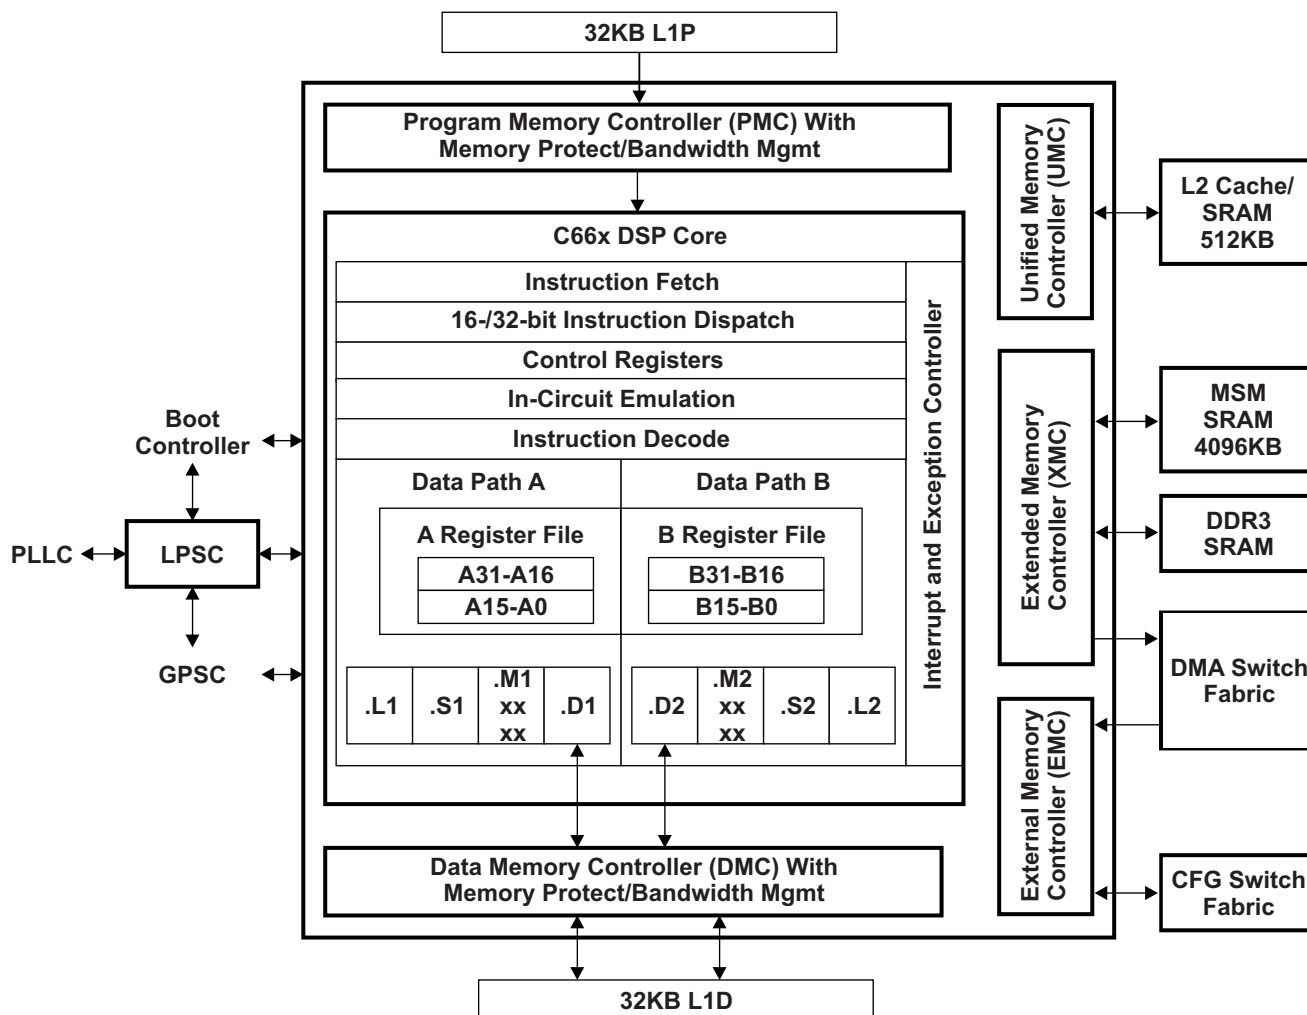 32KB L1P
Program Memory Controller (PMC) With
Memory Protect/Bandwidth Mgmt
C66x DSP Core
Instruction Fetch
16-/32-bit Instruction Dispatch
Control Registers
In-Circuit Emulation
Instruction Decode
Data Path A
Data Path B
A Register File
B Register File
A31-A16
A15-A0
B31-B16
B15-B0
.L1
.S1
.M1
xx
xx
.D1
.D2
.M2
xx
xx
.S2
.L2
Interrupt and Exception Controller
Data Memory Controller (DMC) With
Memory Protect/Bandwidth Mgmt
32KB L1D
Boot
Controller
PLLC
LPSC
GPSC
Unified Memory
Controller (UMC)
Extended Memory
Controller (XMC)
External Memory
Controller (EMC)
L2 Cache/
SRAM
512KB
MSM
SRAM
4096KB
DDR3
SRAM
DMA Switch
Fabric
CFG Switch
Fabric